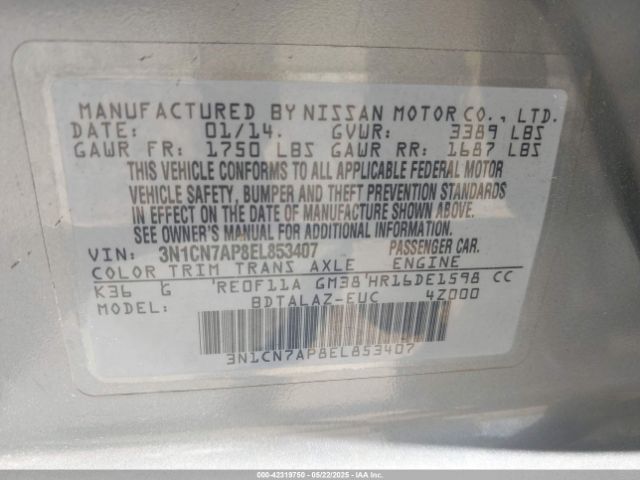 MANUFACTURED BY NISSAN MOTOR CO., LTD.
DATE: 01/14. GVWR: 3389 LBS
GAWR FR: 1750 LBS GAWR RR: 1687 LBS
THIS VEHICLE CONFORMS TO ALL APPLICABLE FEDERAL MOTOR
VEHICLE SAFETY, BUMPER AND THEFT PREVENTION STANDARDS
IN EFFECT ON THE DATE OF MANUFACTURE SHOWN ABOVE.
SEE OWNER'S MANUAL FOR ADDITIONAL INFORMATION.
VIN: 3N1CN7AP8EL853407 PASSENGER CAR.
COLOR TRIM TRANS AXLE ENGINE
K36 G 'RE0F11A GM38'HR16DE1598 CC
MODEL: BDTALAZ-EUC 4Z000
3N1CN7AP8EL853407
000-42319750 - 05/22/2025 - IAAI.COM